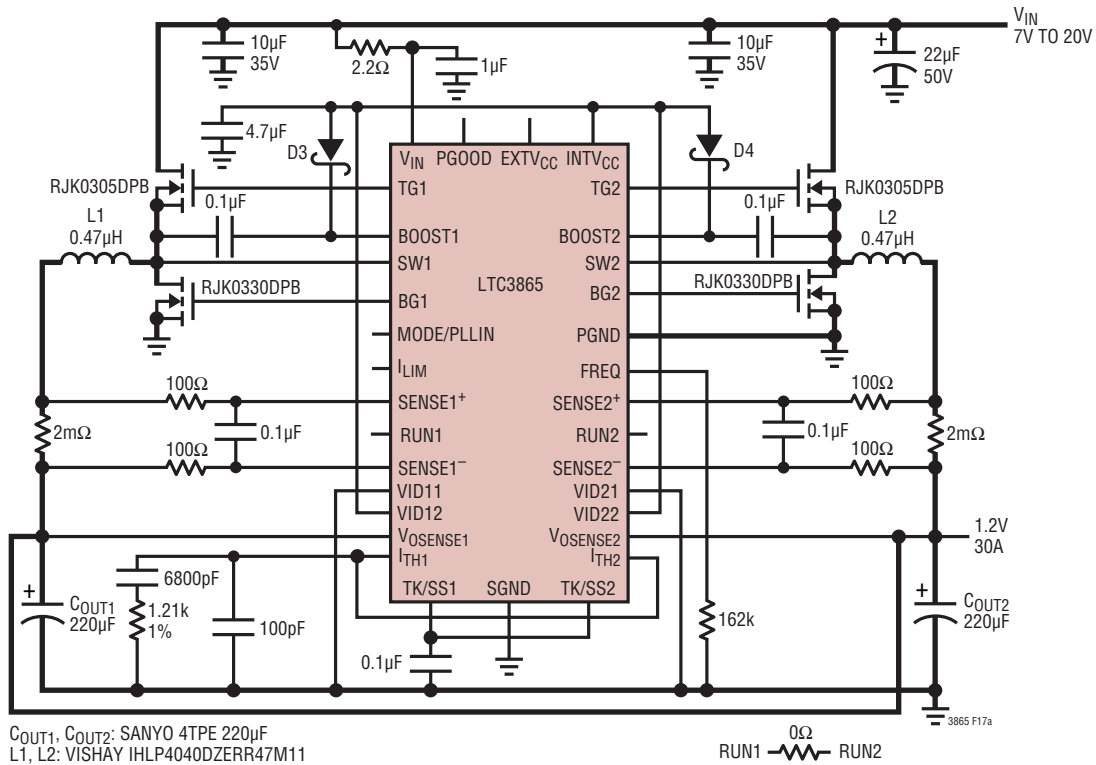 VIN
7V TO 20V
10µF
35V
2.2Ω
1µF
10µF
35V
22µF
50V
4.7µF
D3
D4
VIN PGOOD EXTVCC INTVCC
RJK0305DPB
TG1
TG2
RJK0305DPB
0.1µF
0.1µF
L1
0.47µH
L2
0.47µH
BOOST1
BOOST2
SW1
SW2
LTC3865
RJK0330DPB
BG1
BG2
RJK0330DPB
MODE/PLLIN
PGND
ILIM
FREQ
100Ω
100Ω
SENSE1+
SENSE2+
2mΩ
0.1µF
RUN1
RUN2
0.1µF
2mΩ
100Ω
100Ω
SENSE1–
SENSE2–
VID11
VID21
VID12
VID22
VOSENSE1
VOSENSE2
1.2V
30A
ITH1
ITH2
6800pF
TK/SS1 SGND TK/SS2
+
COUT1
220µF
1.21k
1%
100pF
162k
+
COUT2
220µF
0.1µF
+
3865 F17a
COUT1, COUT2: SANYO 4TPE 220µF
L1, L2: VISHAY IHLP4040DZERR47M11
0Ω
RUN1 RUN2